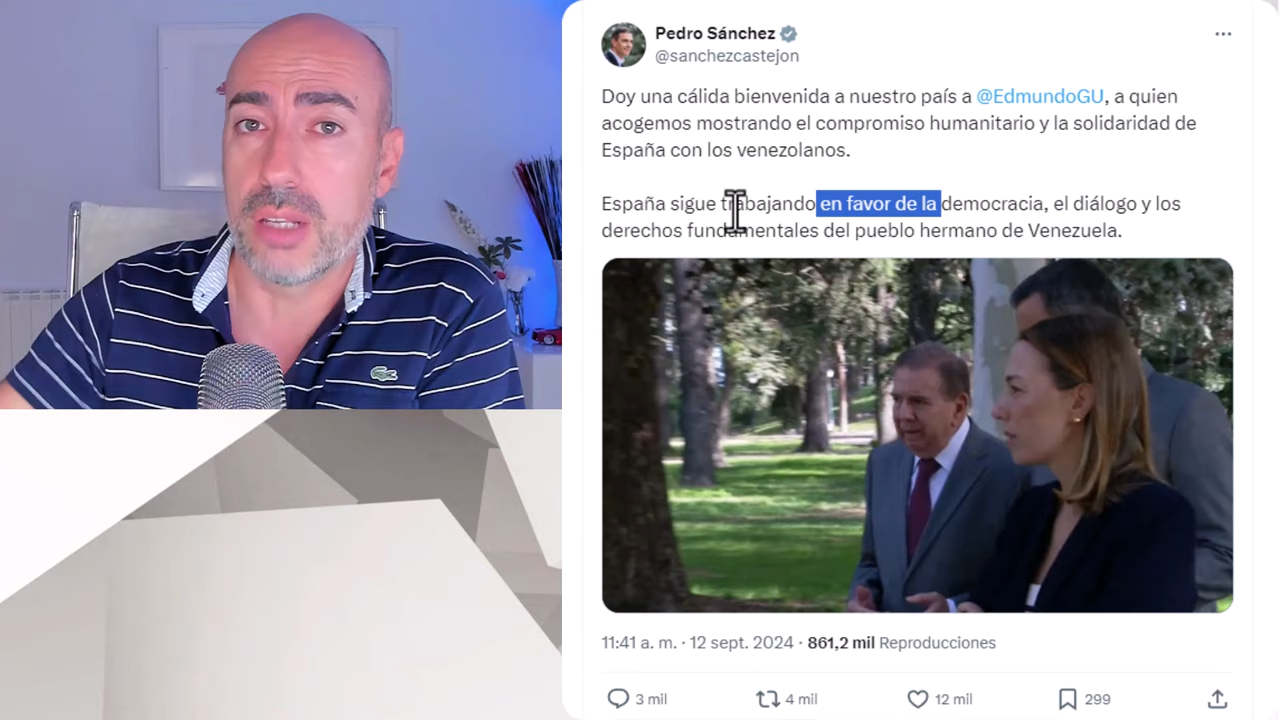 Pedro Sánchez
@sanchezcastejon
Doy una cálida bienvenida a nuestro país a @EdmundoGU, a quien
acogemos mostrando el compromiso humanitario y la solidaridad de
España con los venezolanos.
España sigue trabajando en favor de la democracia, el diálogo y los
derechos fundamentales del pueblo hermano de Venezuela.
11:41 a. m. · 12 sept. 2024 · 861,2 mil Reproducciones
3 mil
4 mil
12 mil
299